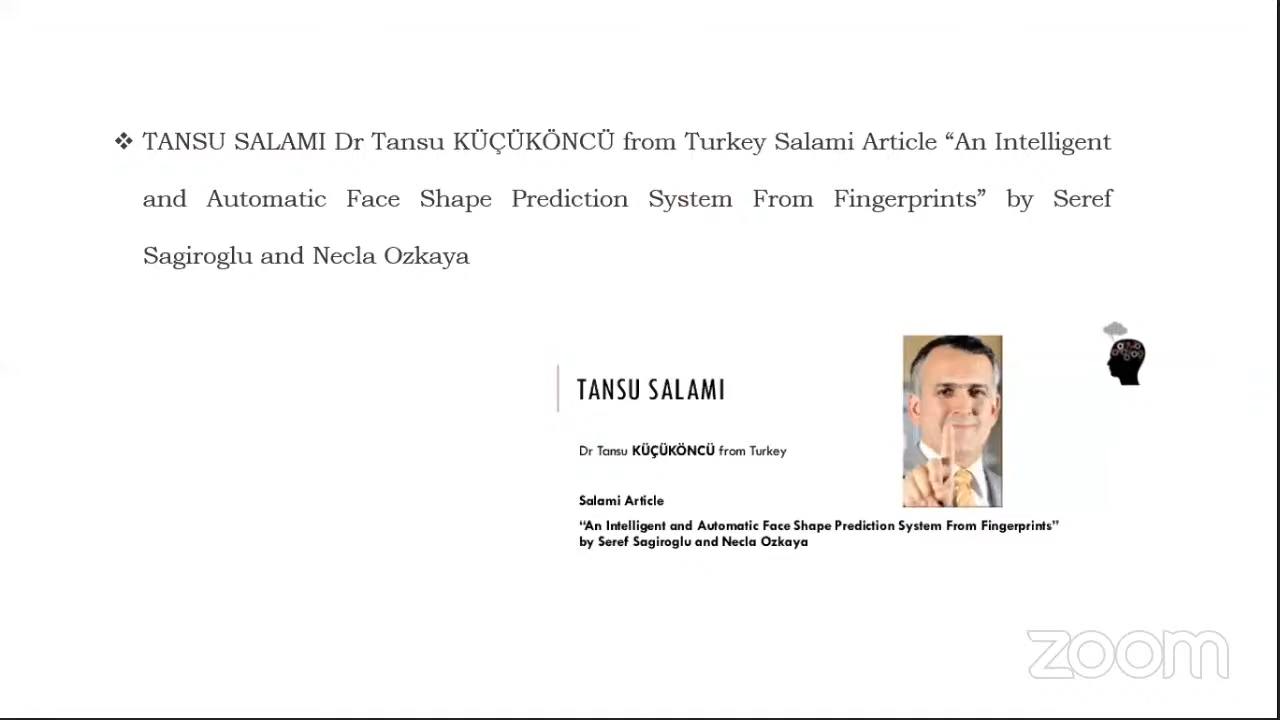 ❖ TANSU SALAMI Dr Tansu KÜÇÜKÖNCÜ from Turkey Salami Article “An Intelligent
and Automatic Face Shape Prediction System From Fingerprints” by Seref
Sagiroglu and Necla Ozkaya
TANSU SALAMI
Dr Tansu KÜÇÜKÖNCÜ from Turkey
Salami Article
“An Intelligent and Automatic Face Shape Prediction System From Fingerprints”
by Seref Sagiroglu and Necla Ozkaya
zoom